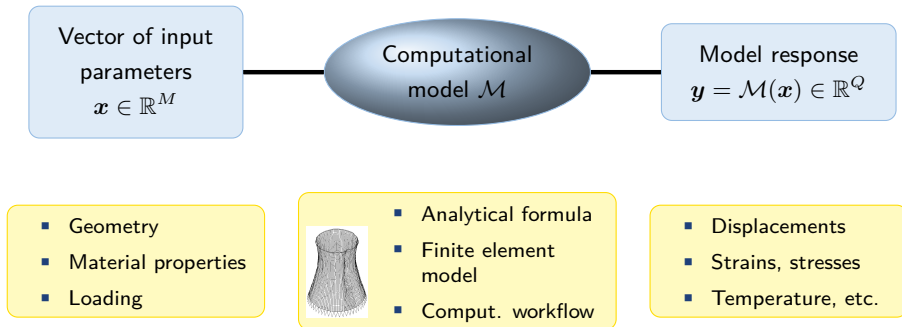 Vector of input
parameters
x ∈ ℝ^M
Computational
model ℳ
Model response
y = ℳ(x) ∈ ℝ^Q
▪ Geometry
▪ Material properties
▪ Loading
▪ Analytical formula
▪ Finite element
model
▪ Comput. workflow
▪ Displacements
▪ Strains, stresses
▪ Temperature, etc.